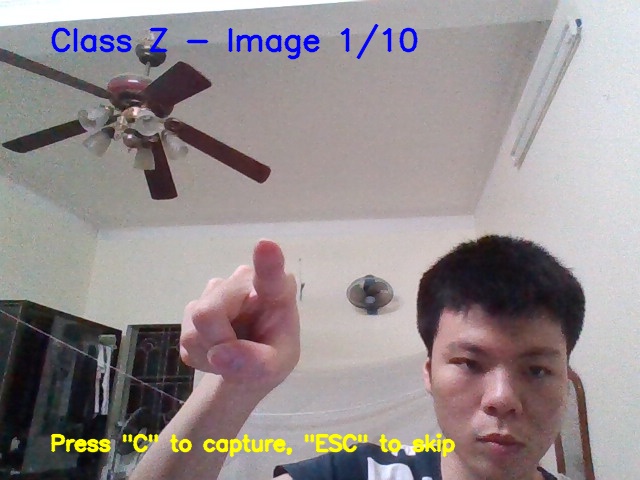 Class Z - Image 1/10
Press "C" to capture, "ESC" to skip